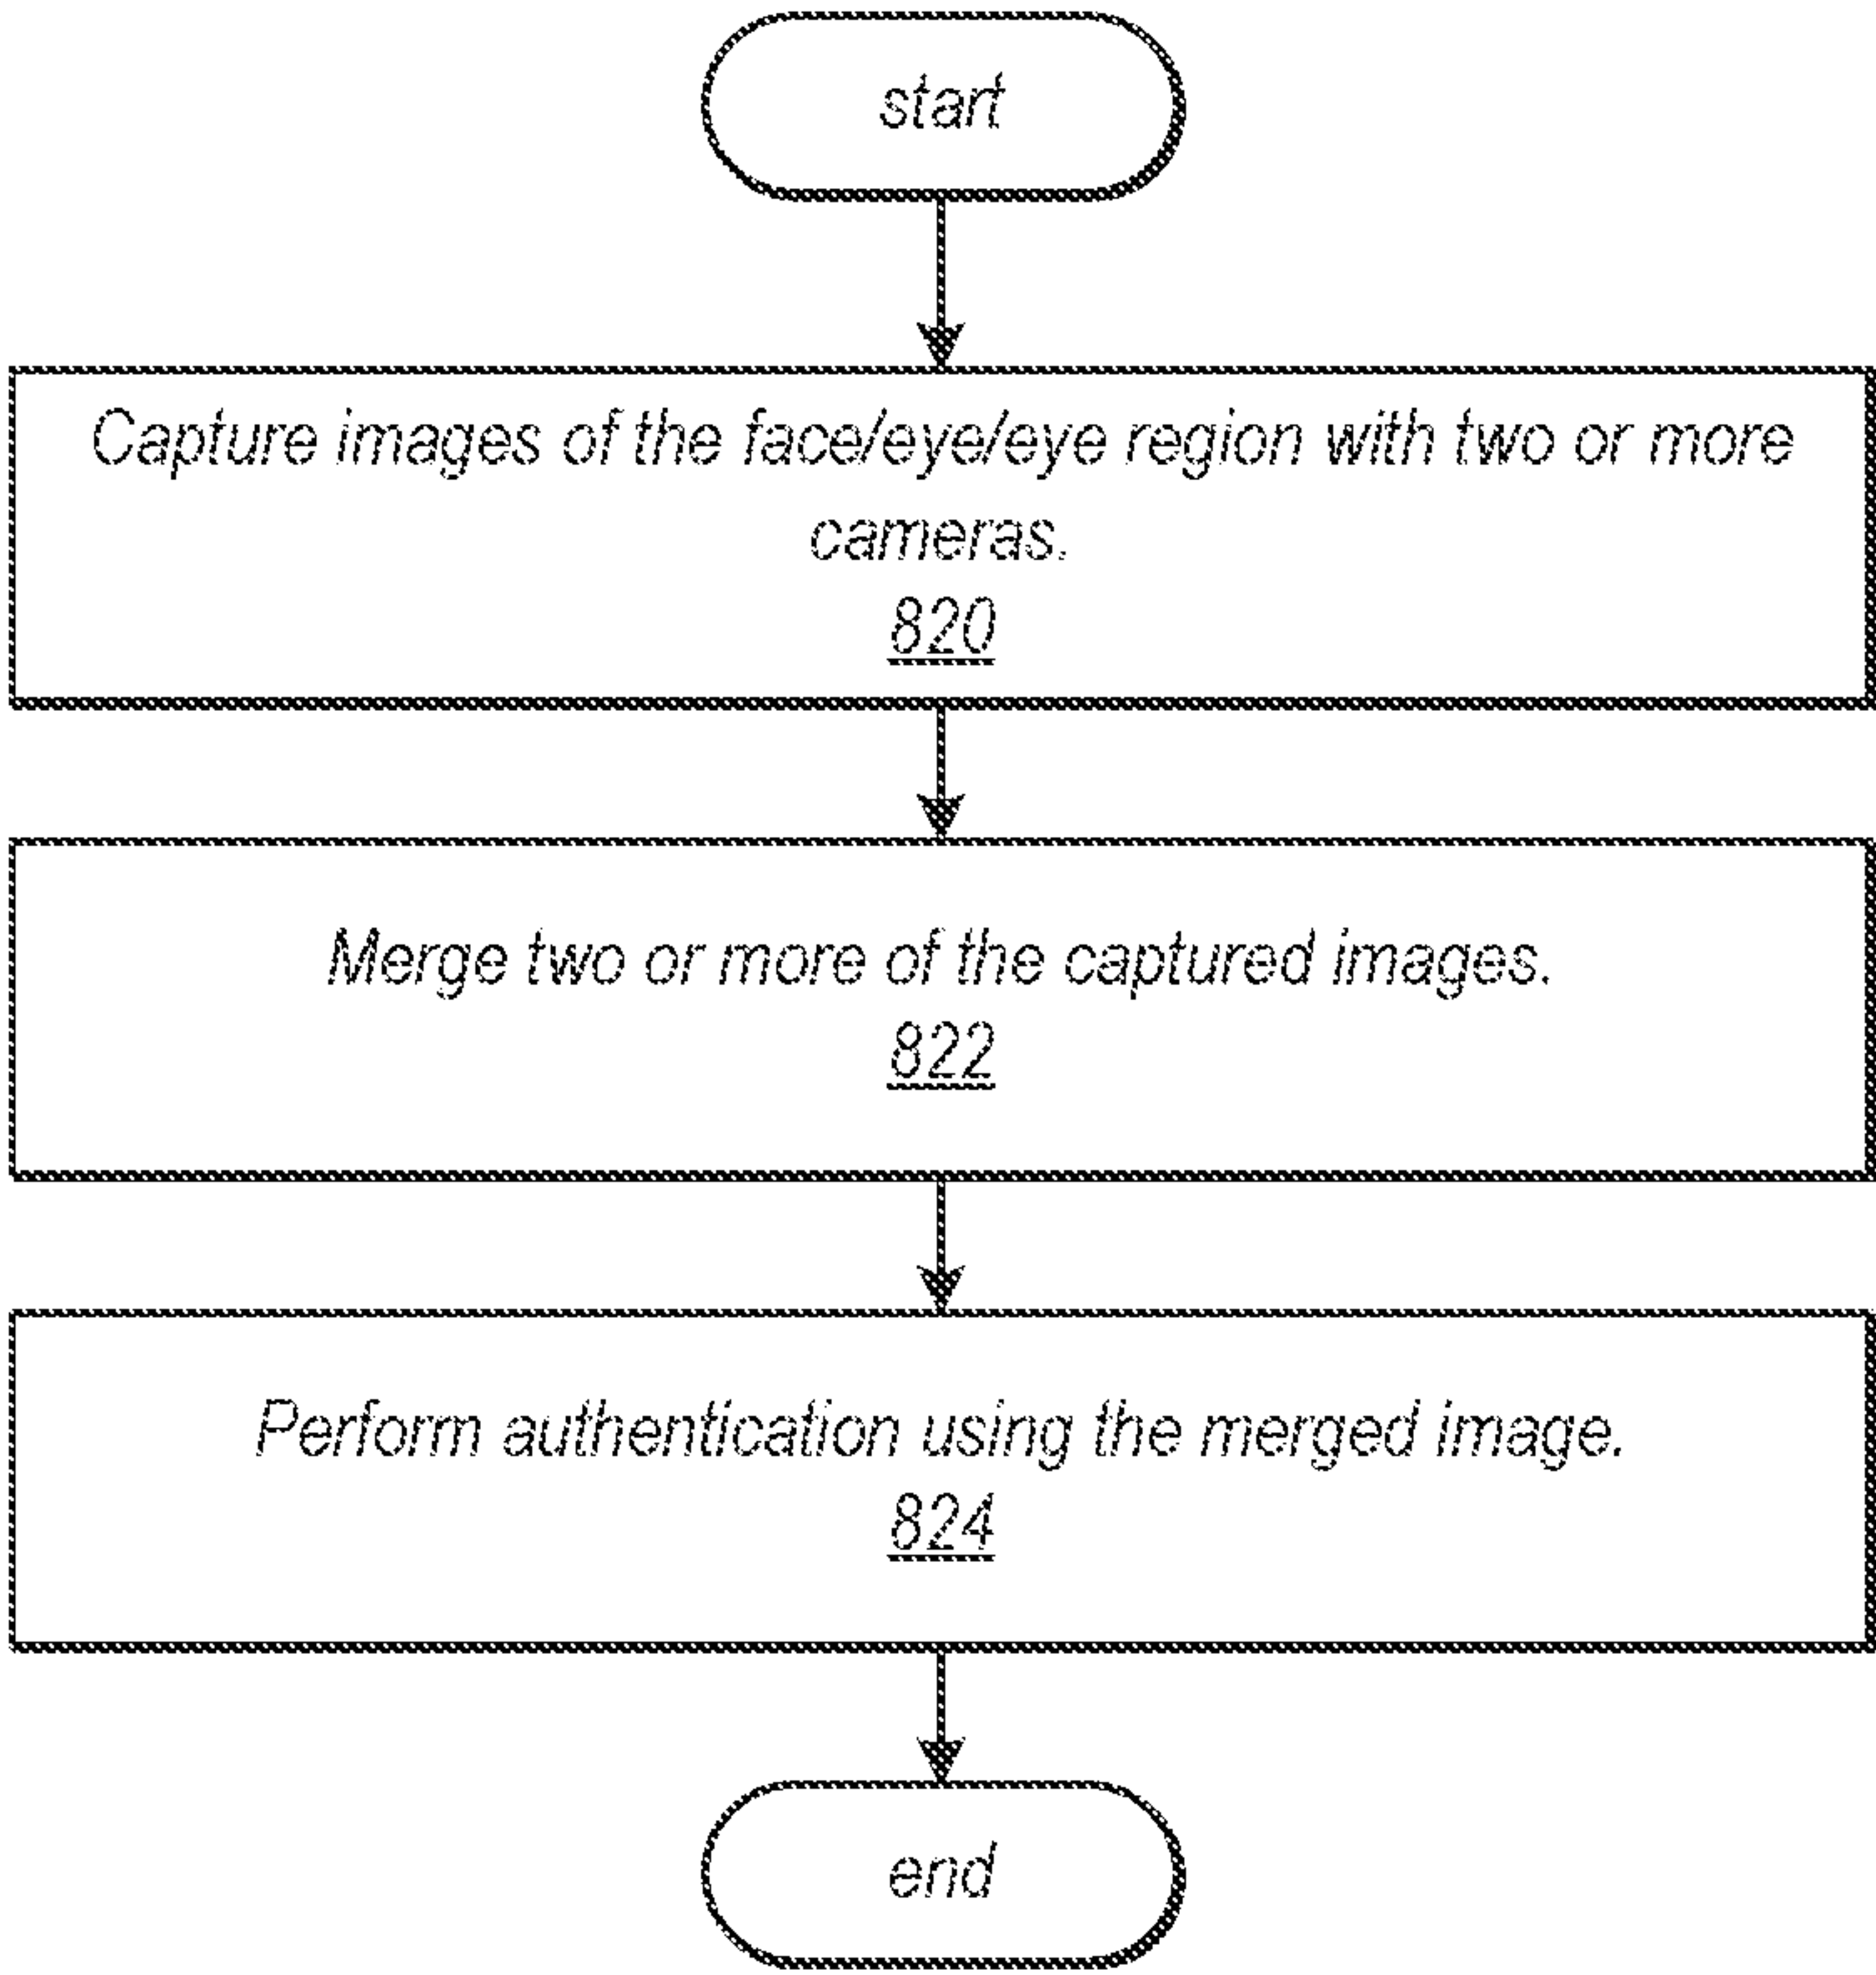 start
Capture images of the face/eye/eye region with two or more
cameras.
820
Merge two or more of the captured images.
822
Perform authentication using the merged image.
824
end